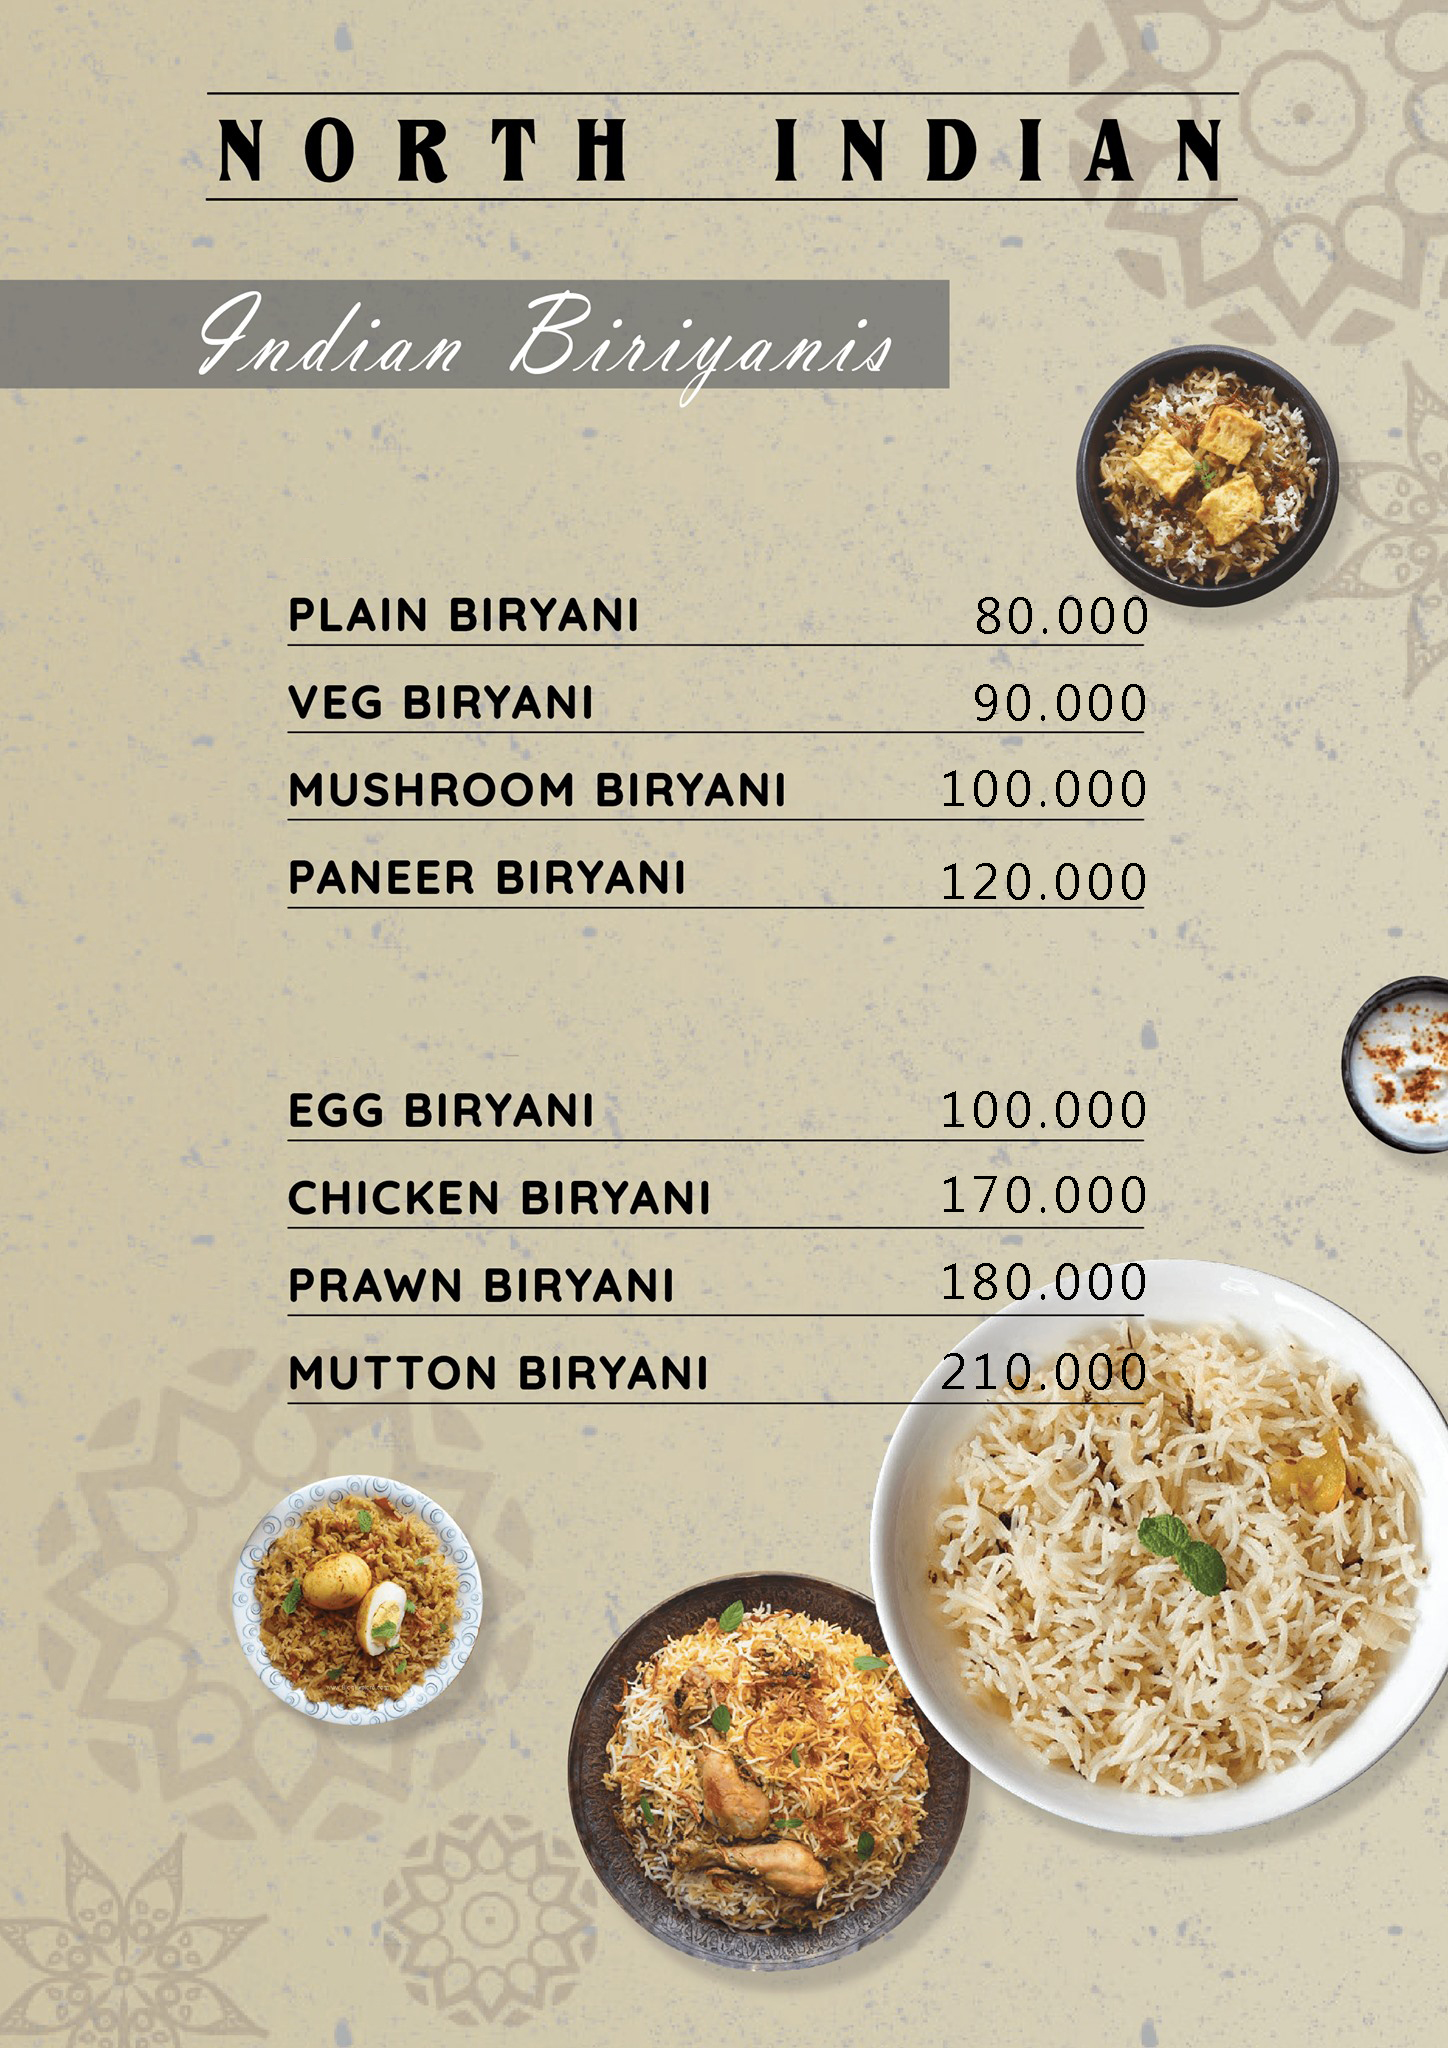 NORTH INDIAN
Indian Biriyanis
PLAIN BIRYANI 80.000
VEG BIRYANI 90.000
MUSHROOM BIRYANI 100.000
PANEER BIRYANI 120.000
EGG BIRYANI 100.000
CHICKEN BIRYANI 170.000
PRAWN BIRYANI 180.000
MUTTON BIRYANI 210.000